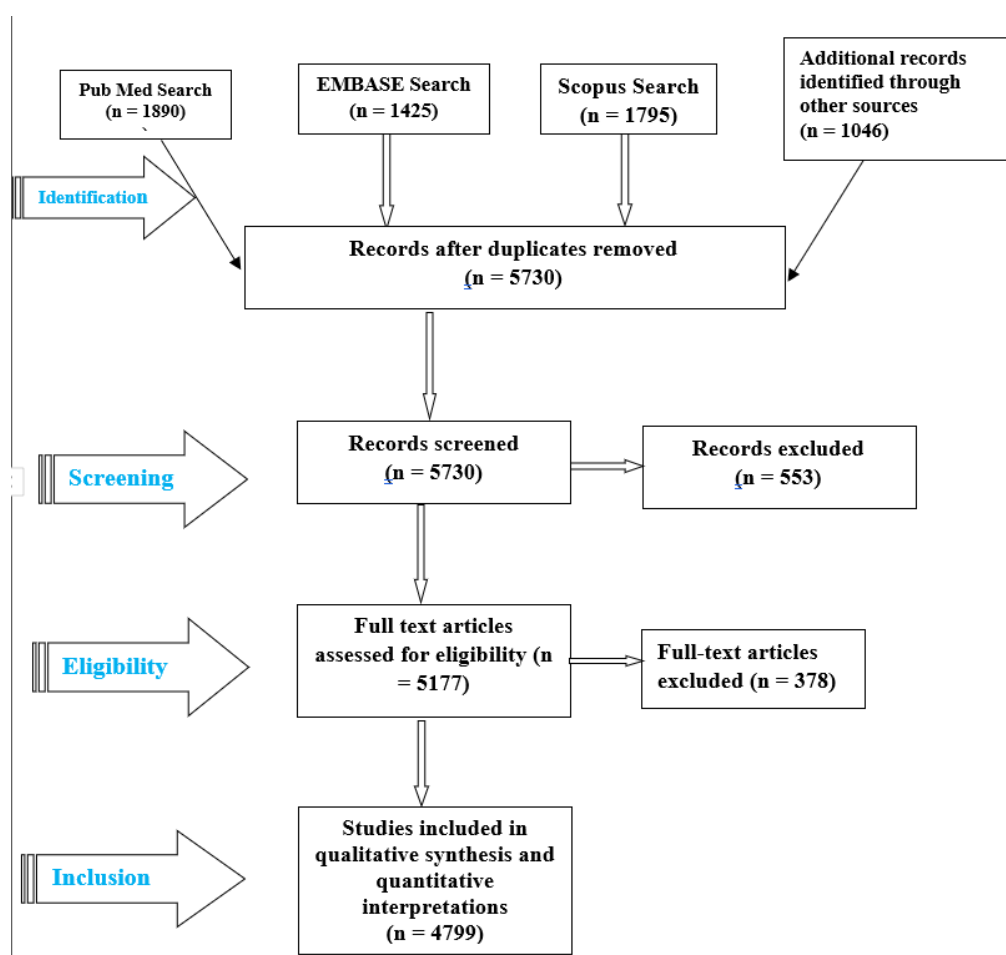 Pub Med Search
(n = 1890)
EMBASE Search
(n = 1425)
Scopus Search
(n = 1795)
Additional records
identified through
other sources
(n = 1046)
Identification
Records after duplicates removed
(n = 5730)
Screening
Records screened
(n = 5730)
Records excluded
(n = 553)
Eligibility
Full text articles
assessed for eligibility (n
= 5177)
Full-text articles
excluded (n = 378)
Inclusion
Studies included in
qualitative synthesis and
quantitative
interpretations
(n = 4799)